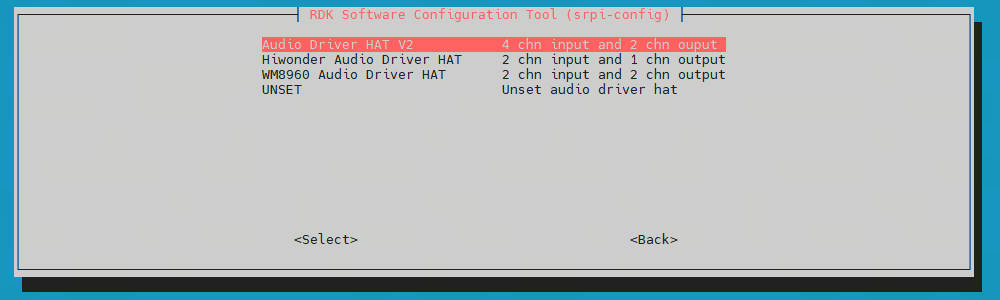 RDK Software Configuration Tool (srpi-config)
Audio Driver HAT V2 4 chn input and 2 chn ouput
Hiwonder Audio Driver HAT 2 chn input and 1 chn output
WM8960 Audio Driver HAT 2 chn input and 2 chn output
UNSET Unset audio driver hat
<Select> <Back>